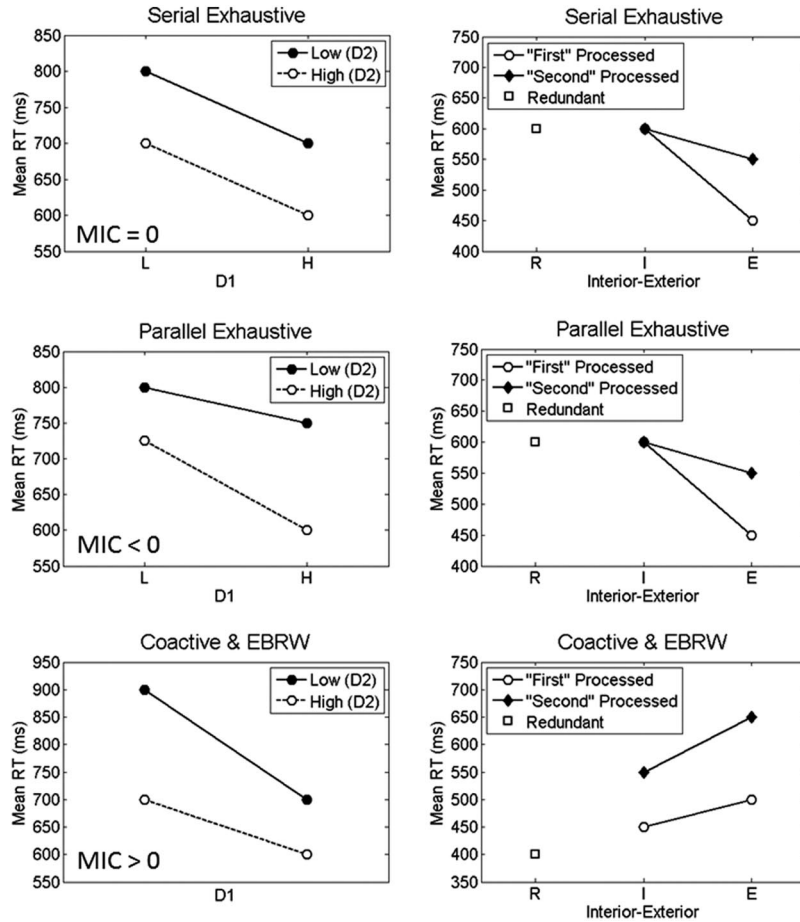 Serial Exhaustive
850
800
750
700
650
600
550
Mean RT (ms)
Low (D2)
High (D2)
MIC = 0
L
H
D1
Serial Exhaustive
750
700
650
600
550
500
450
400
Mean RT (ms)
"First" Processed
"Second" Processed
Redundant
R
I
E
Interior-Exterior
Parallel Exhaustive
850
800
750
700
650
600
550
Mean RT (ms)
Low (D2)
High (D2)
MIC < 0
L
H
D1
Parallel Exhaustive
750
700
650
600
550
500
450
400
Mean RT (ms)
"First" Processed
"Second" Processed
Redundant
R
I
E
Interior-Exterior
Coactive & EBRW
950
900
850
800
750
700
650
600
550
Mean RT (ms)
Low (D2)
High (D2)
MIC > 0
D1
Coactive & EBRW
750
700
650
600
550
500
450
400
350
Mean RT (ms)
"First" Processed
"Second" Processed
Redundant
R
I
E
Interior-Exterior